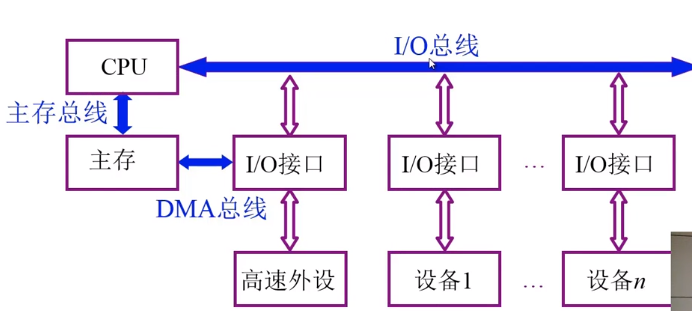 I/O总线
CPU
主存总线
主存
I/O接口
I/O接口
...
I/O接口
DMA总线
高速外设
设备1
...
设备n